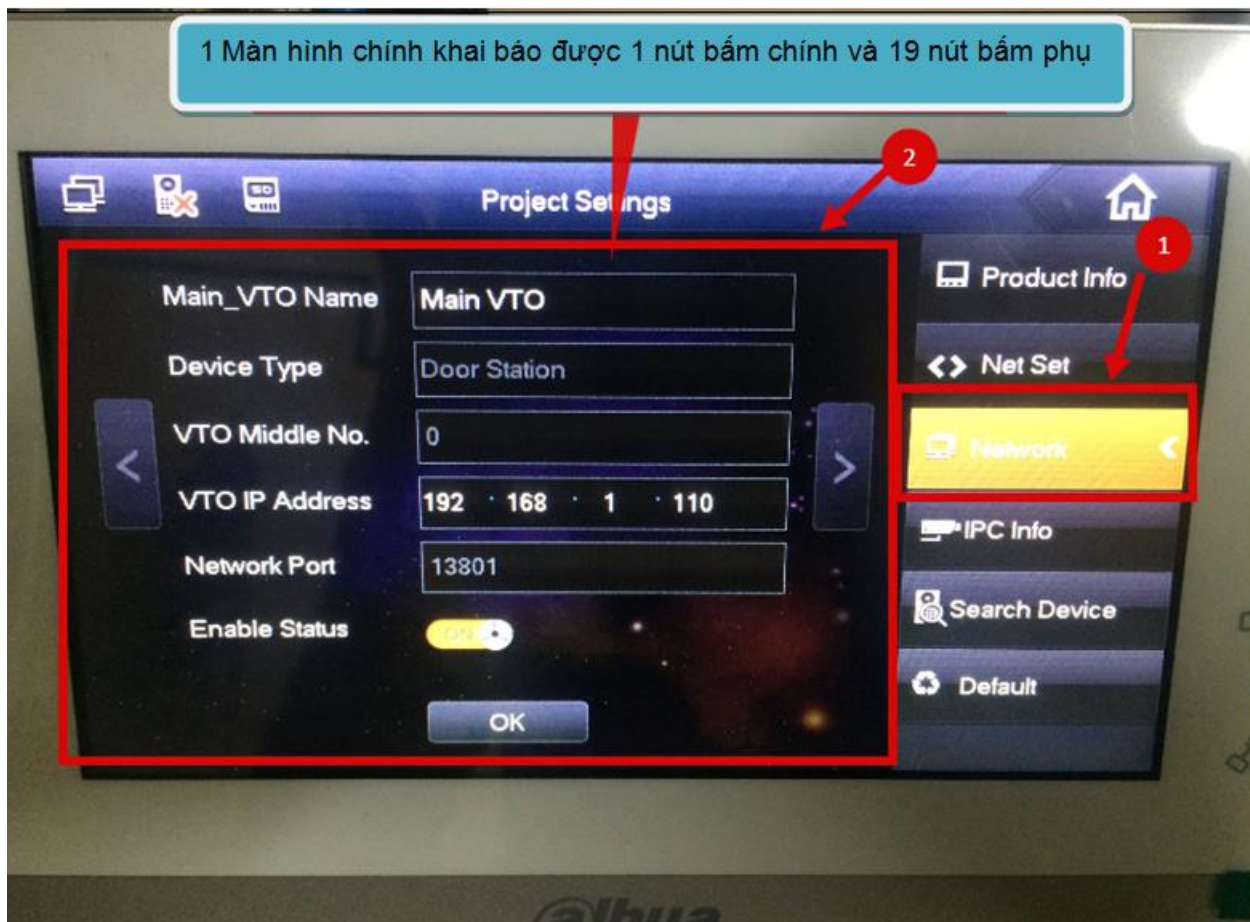 1 Màn hình chính khai báo được 1 nút bấm chính và 19 nút bấm phụ
2
SD
Project Settings
1
Main_VTO Name
Main VTO
Device Type
Door Station
VTO Middle No.
0
VTO IP Address
192 . 168 . 1 . 110
Network Port
13801
Enable Status
ON
OK
Product Info
Net Set
Network
IPC Info
Search Device
Default
alhua